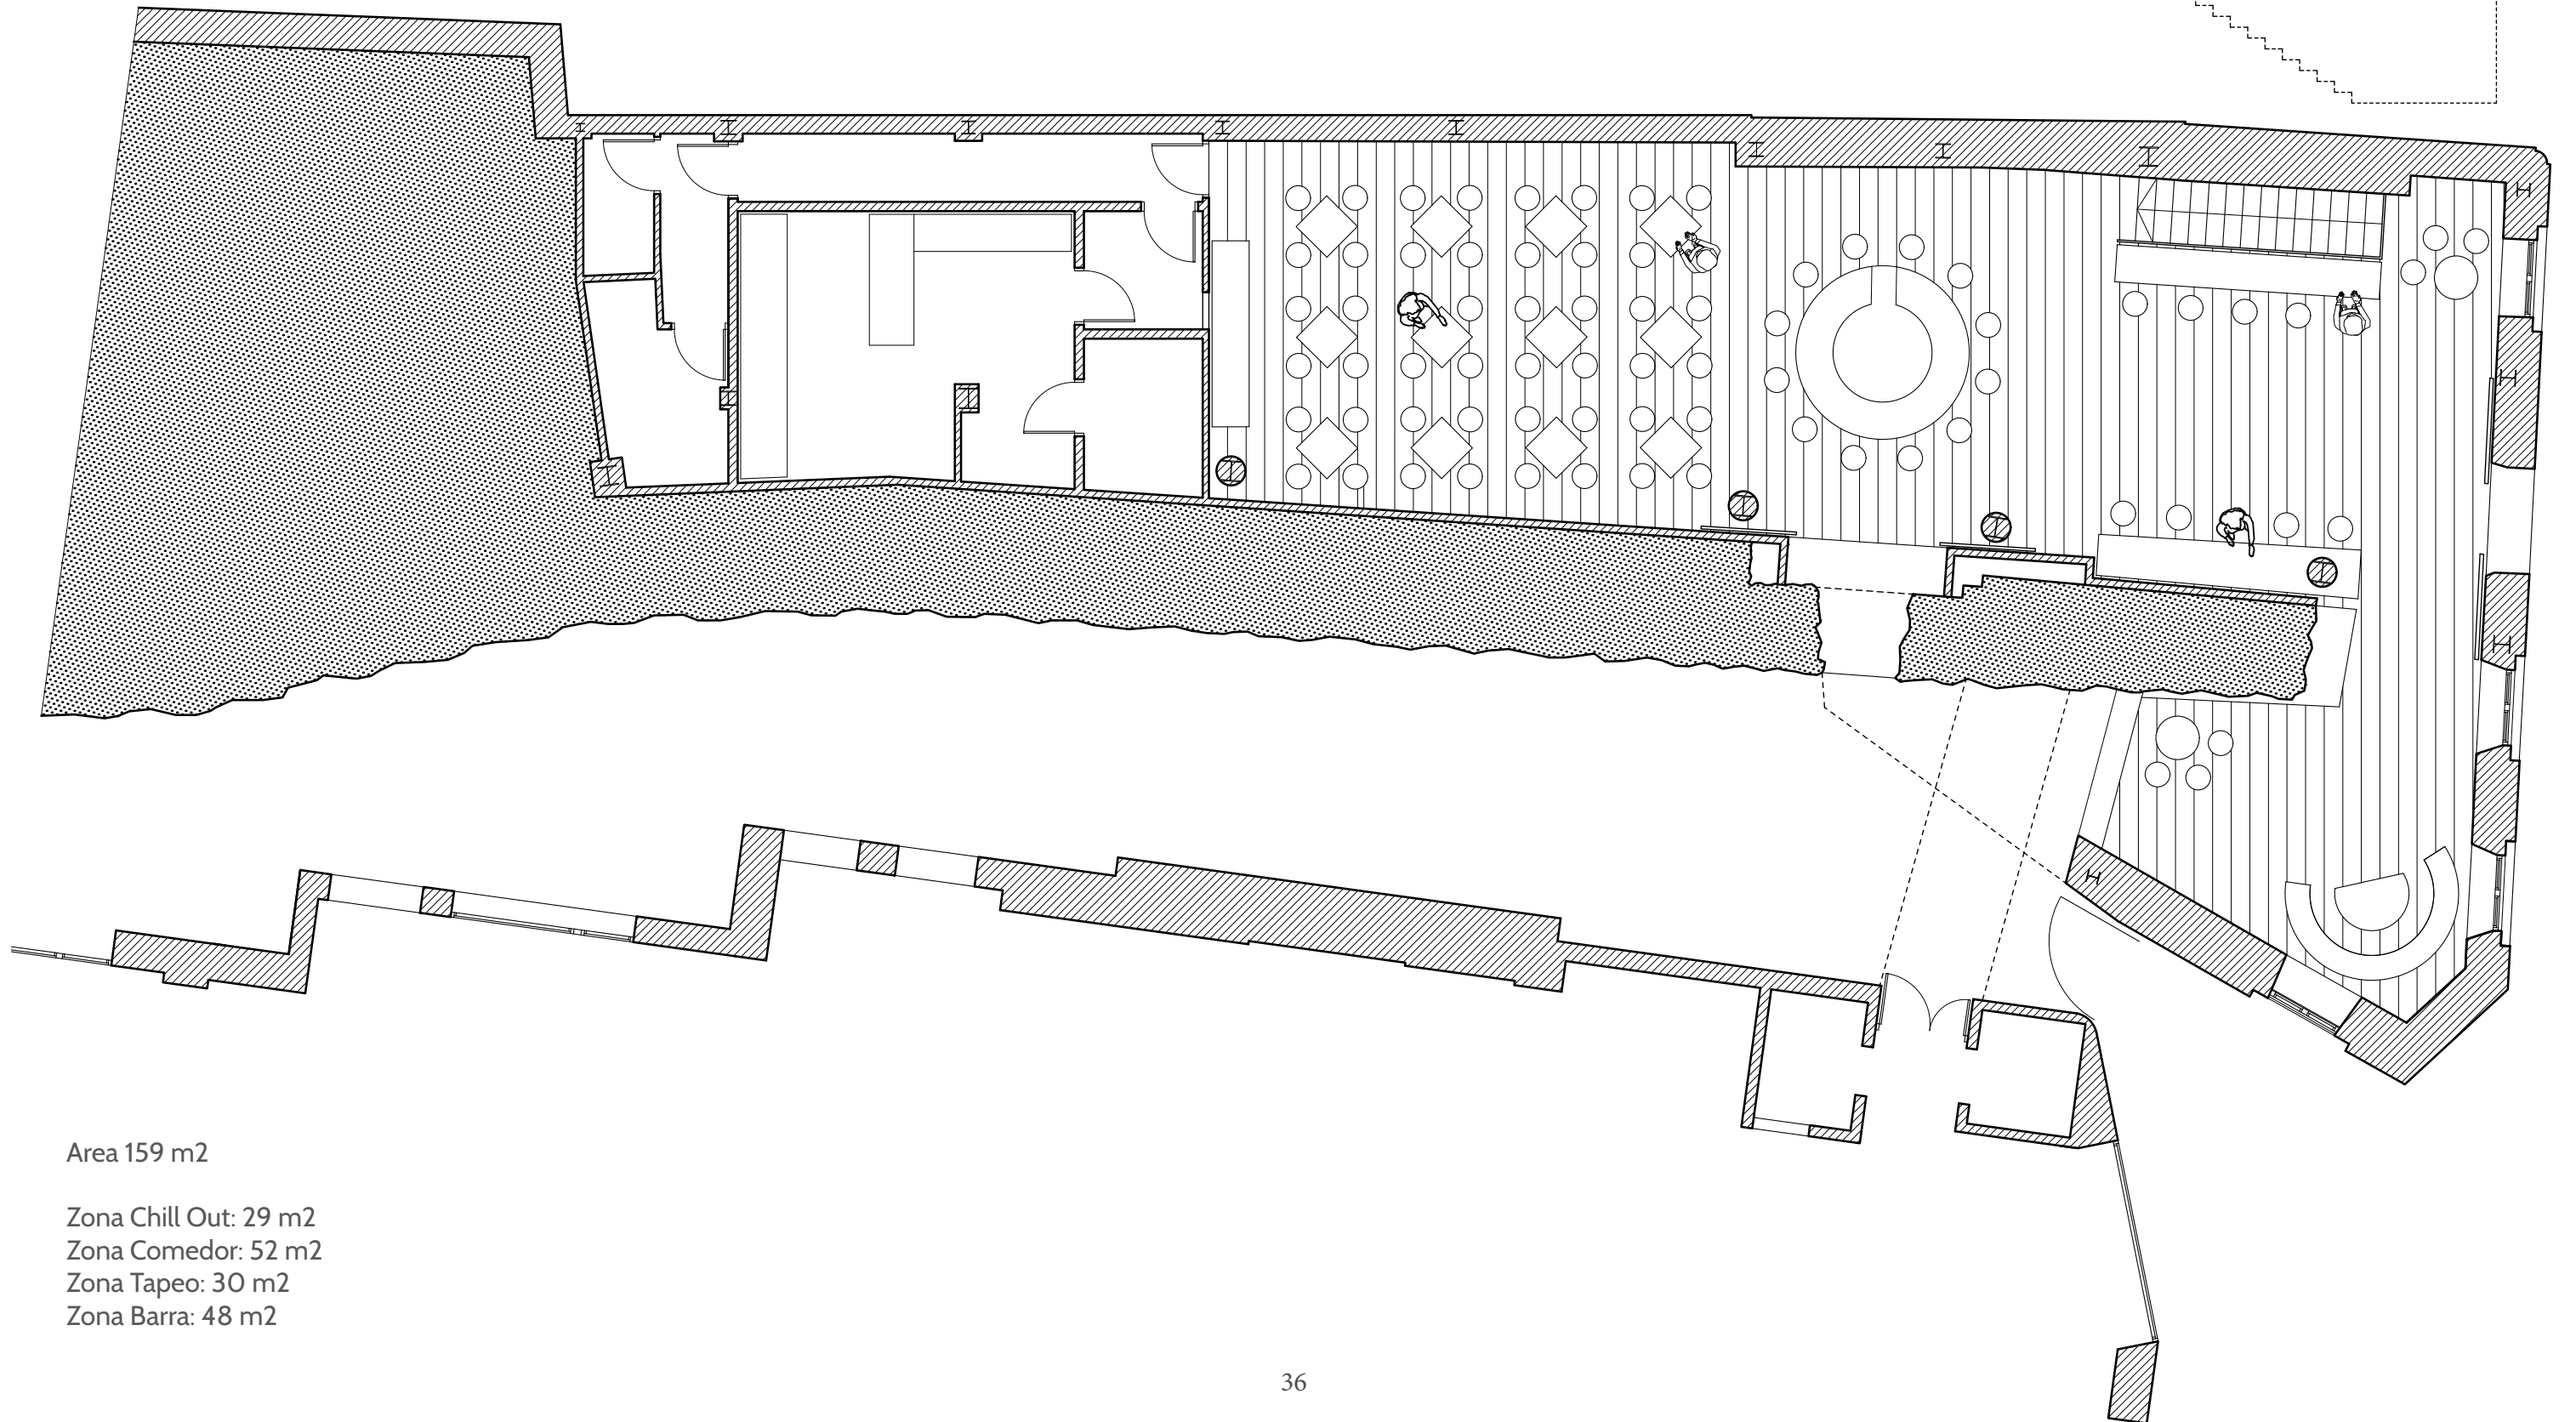 Area 159 m2
Zona Chill Out: 29 m2
Zona Comedor: 52 m2
Zona Tapeo: 30 m2
Zona Barra: 48 m2
36